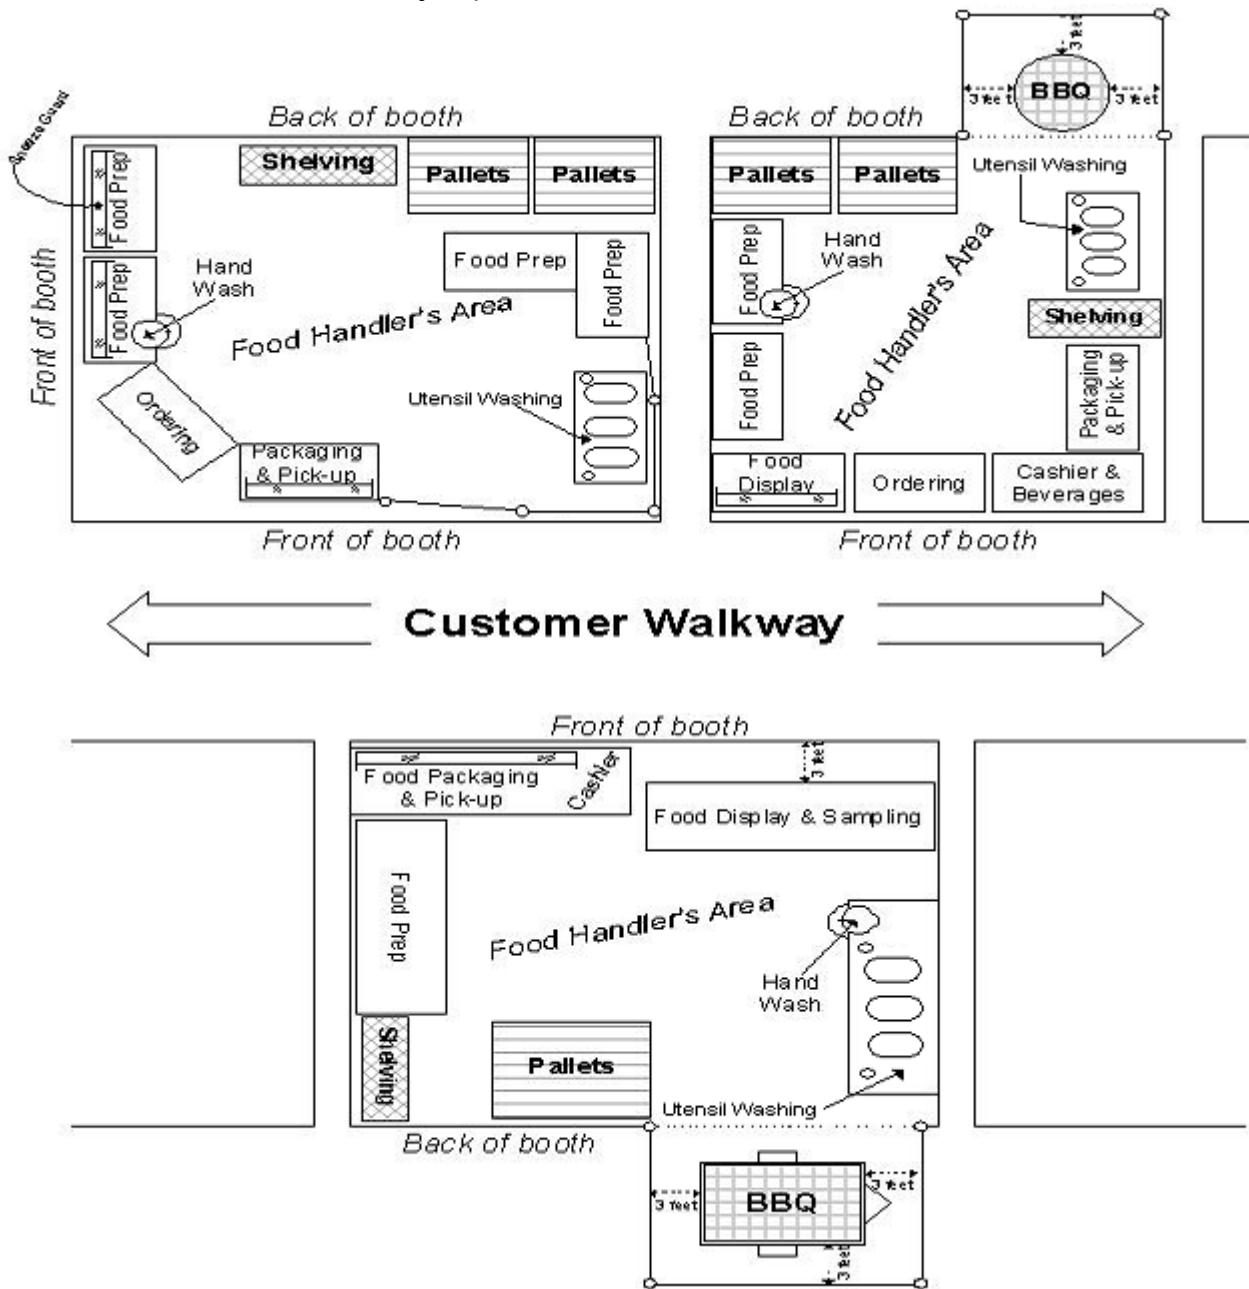 3 feet
3 feet
BBQ
3 feet
Back of booth
Back of booth
Sneeze Guard
Food Prep
Shelving
Pallets
Pallets
Pallets
Pallets
Utensil Washing
Front of booth
Food Prep
Hand
Wash
Food Prep
Food Prep
Food Handler's Area
Food Prep
Hand
Wash
Food Handler's Area
Shelving
Ordering
Utensil Washing
Food Prep
Packaging
& Pick-up
Packaging
& Pick-up
Food
Display
Ordering
Cashier &
Beverages
Front of booth
Front of booth
Customer Walkway
Front of booth
Food Packaging
& Pick-up
Cashier
3 feet
Food Display & Sampling
Food Prep
Food Handler's Area
Hand
Wash
Shelving
Pallets
Utensil Washing
Back of booth
3 feet
BBQ
3 feet
3 feet